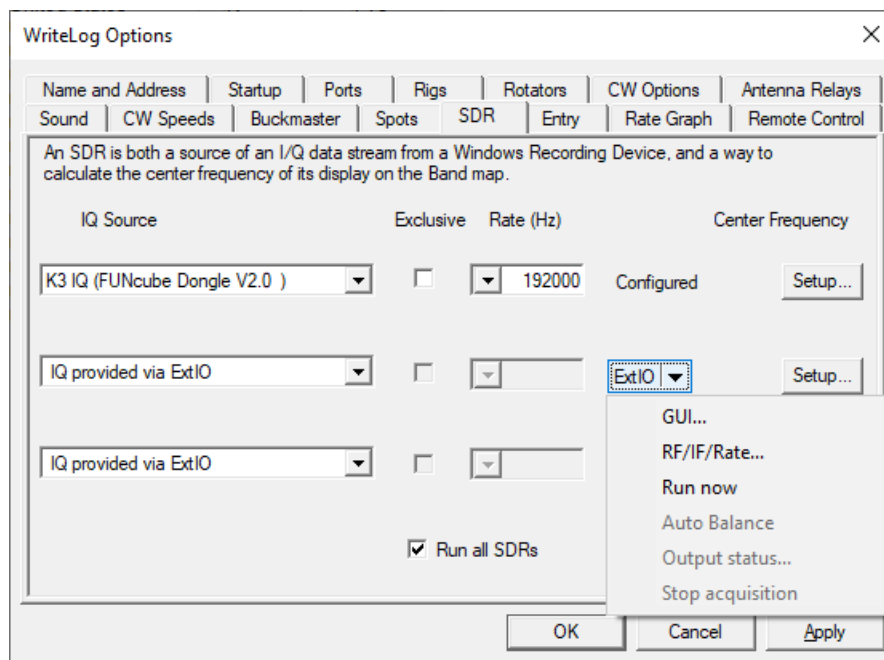 WriteLog Options
Name and Address Startup Ports Rigs Rotators CW Options Antenna Relays
Sound CW Speeds Buckmaster Spots SDR Entry Rate Graph Remote Control
An SDR is both a source of an I/Q data stream from a Windows Recording Device, and a way to
calculate the center frequency of its display on the Band map.
IQ Source Exclusive Rate (Hz) Center Frequency
K3 IQ (FUNcube Dongle V2.0 ) 192000 Configured Setup...
IQ provided via ExtIO ExtIO Setup...
GUI...
RF/IF/Rate...
IQ provided via ExtIO
Run now
Auto Balance
Run all SDRs
Output status...
Stop acquisition
OK Cancel Apply